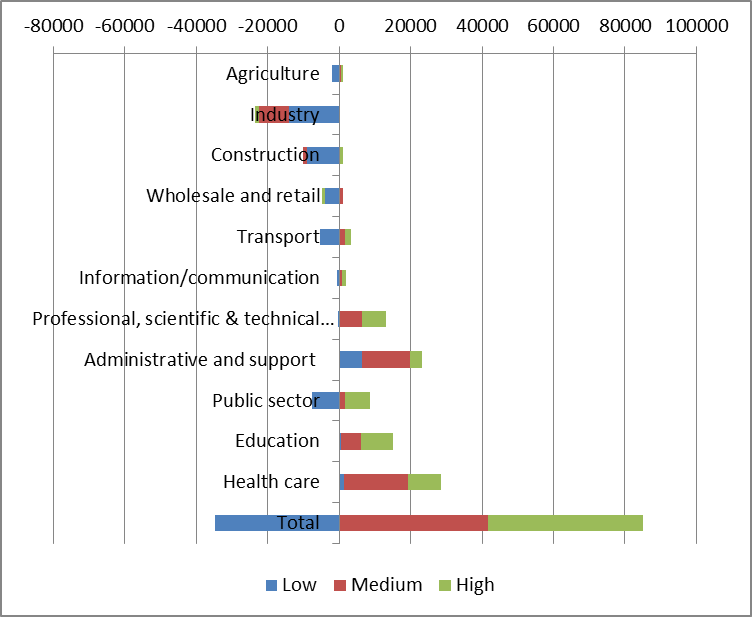 -80000 -60000 -40000 -20000 0 20000 40000 60000 80000 100000
Agriculture
Industry
Construction
Wholesale and retail
Transport
Information/communication
Professional, scientific & technical...
Administrative and support
Public sector
Education
Health care
Total
Low Medium High